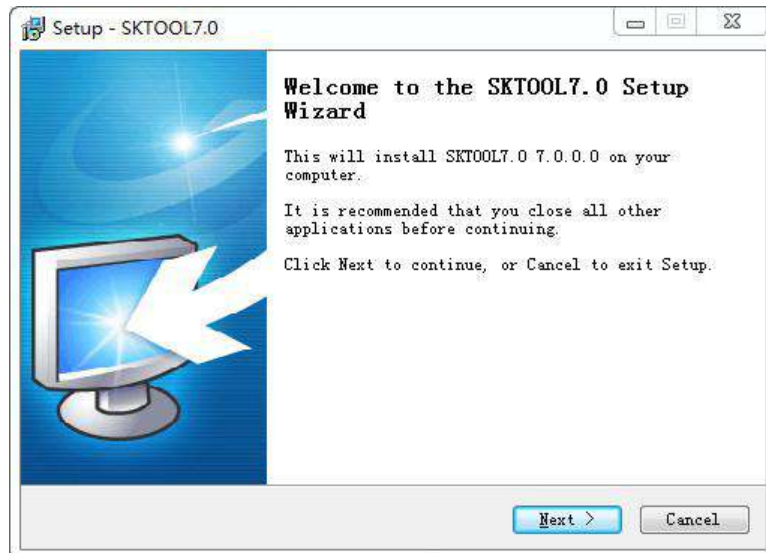 Setup - SKTOOL7.0
Welcome to the SKTOOL7.0 Setup
Wizard
This will install SKTOOL7.0 7.0.0.0 on your
computer.
It is recommended that you close all other
applications before continuing.
Click Next to continue, or Cancel to exit Setup.
Next >
Cancel